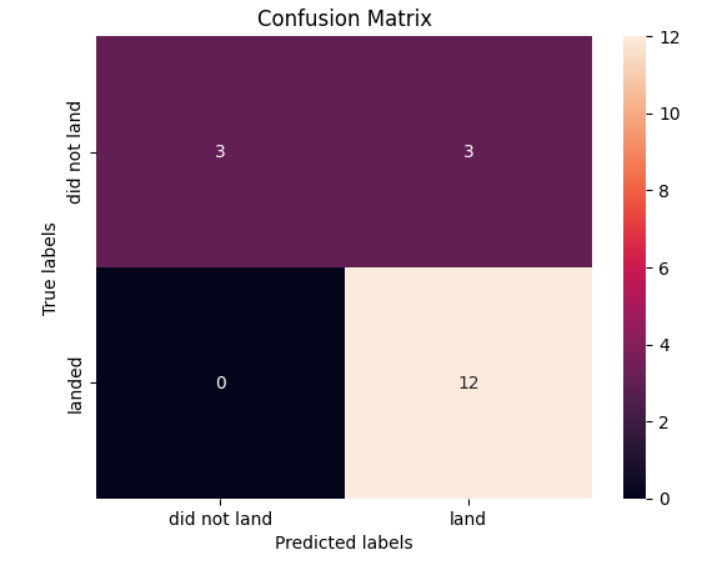 Confusion Matrix
True labels
did not land
landed
3
3
0
12
did not land
land
Predicted labels
12
10
8
6
4
2
0